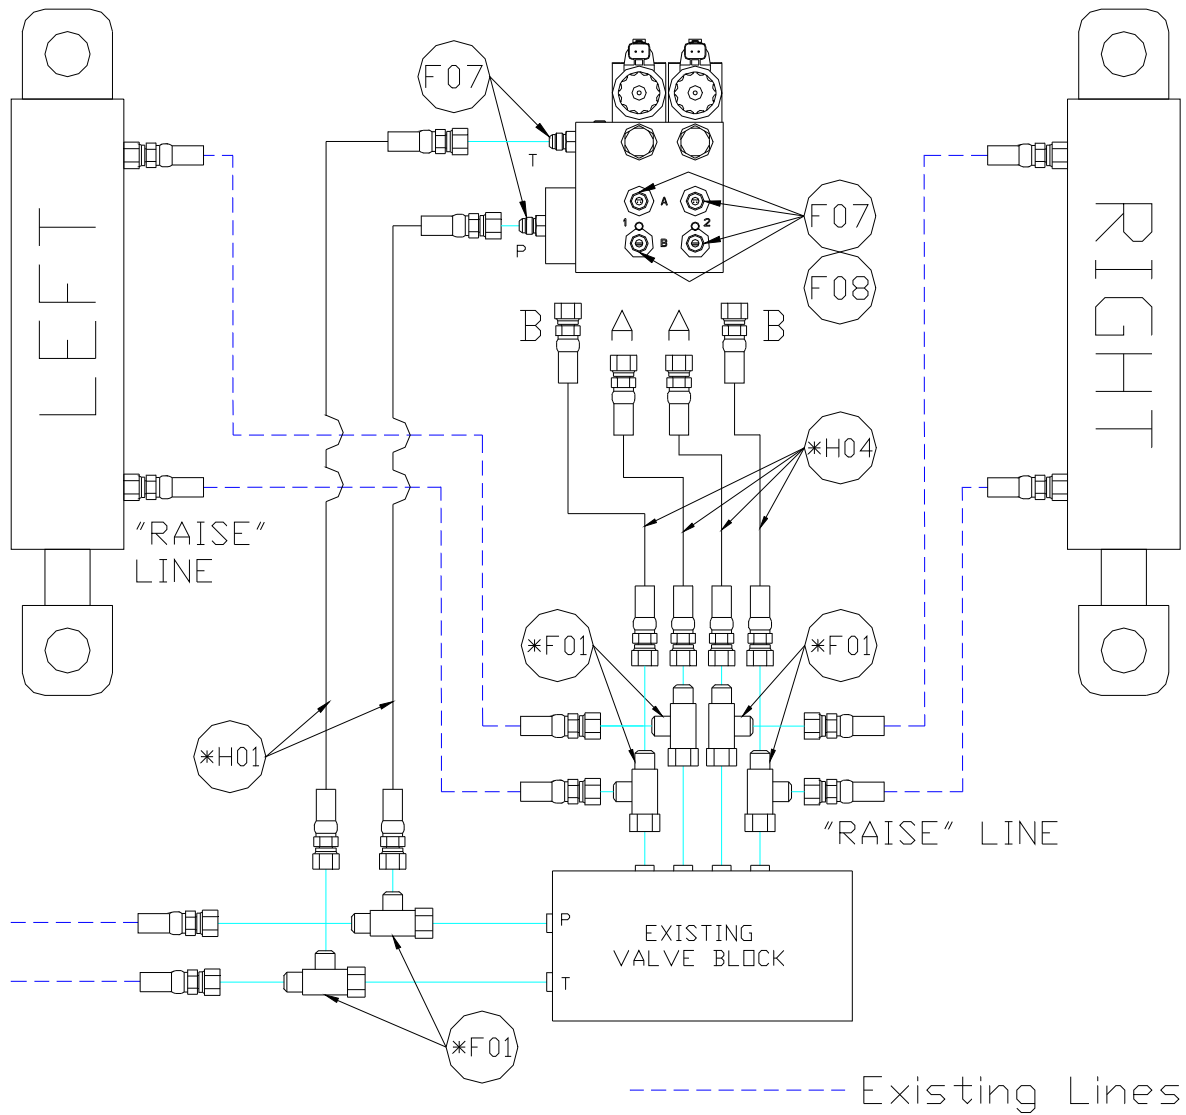 F07
T
P
LEFT
RIGHT
A
1
2
B
F07
F08
B
A
A
B
*H04
"RAISE"
LINE
*F01
*F01
*H01
"RAISE" LINE
P
EXISTING
VALVE BLOCK
T
*F01
Existing Lines